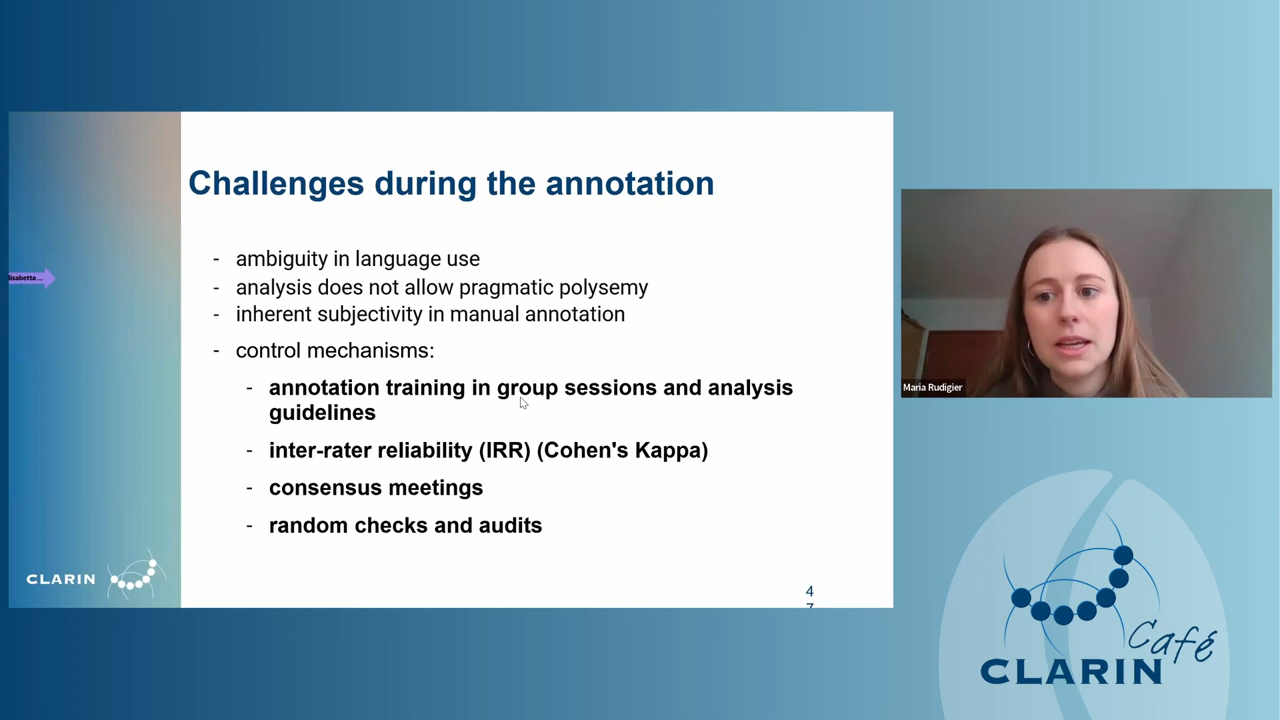 Challenges during the annotation
- ambiguity in language use
- analysis does not allow pragmatic polysemy
- inherent subjectivity in manual annotation
- control mechanisms:
- annotation training in group sessions and analysis
guidelines
- inter-rater reliability (IRR) (Cohen's Kappa)
- consensus meetings
- random checks and audits
CLARIN
4
7
Maria Rudigier
Café
CLARIN